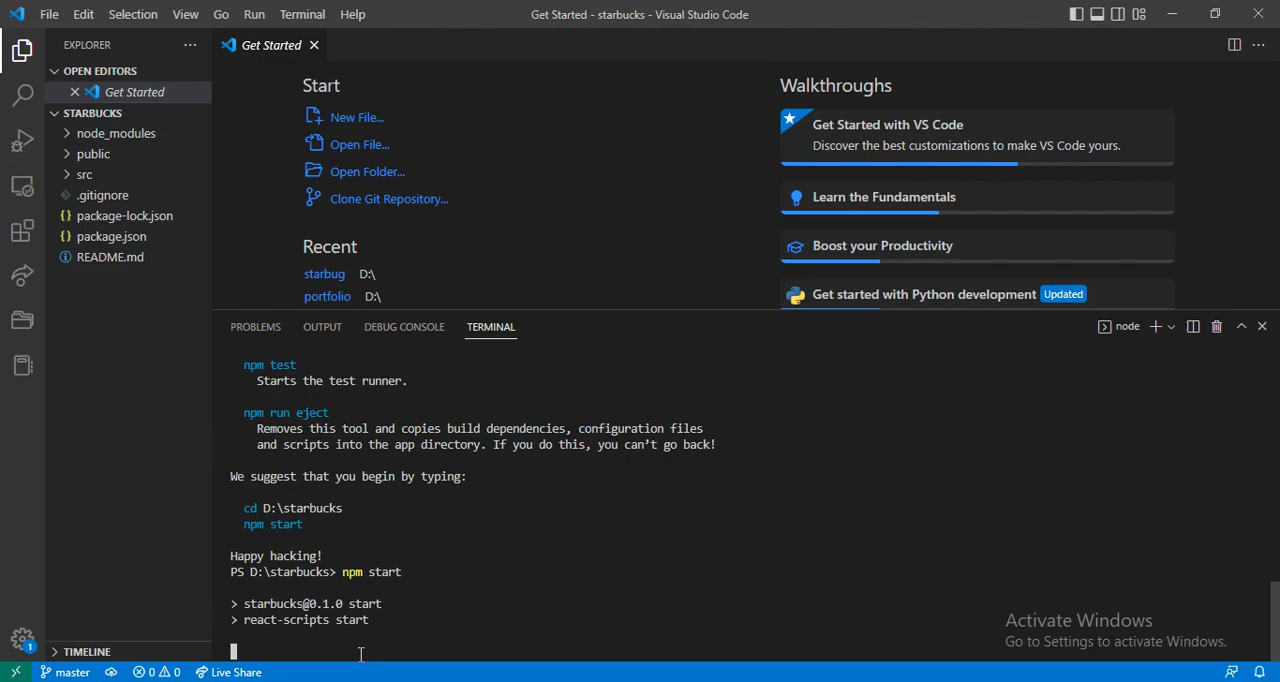 File Edit Selection View Go Run Terminal Help
Get Started - starbucks - Visual Studio Code
EXPLORER
Get Started
OPEN EDITORS
Get Started
STARBUCKS
node_modules
public
src
.gitignore
package-lock.json
package.json
README.md
TIMELINE
Start
New File...
Open File...
Open Folder...
Clone Git Repository...
Recent
starbug D:\
portfolio D:\
Walkthroughs
Get Started with VS Code
Discover the best customizations to make VS Code yours.
Learn the Fundamentals
Boost your Productivity
Get started with Python development Updated
PROBLEMS OUTPUT DEBUG CONSOLE TERMINAL
node
npm test
Starts the test runner.
npm run eject
Removes this tool and copies build dependencies, configuration files
and scripts into the app directory. If you do this, you can't go back!
We suggest that you begin by typing:
cd D:\starbucks
npm start
Happy hacking!
PS D:\starbucks> npm start
> starbucks@0.1.0 start
> react-scripts start
Activate Windows
Go to Settings to activate Windows.
1
master 0 0 Live Share